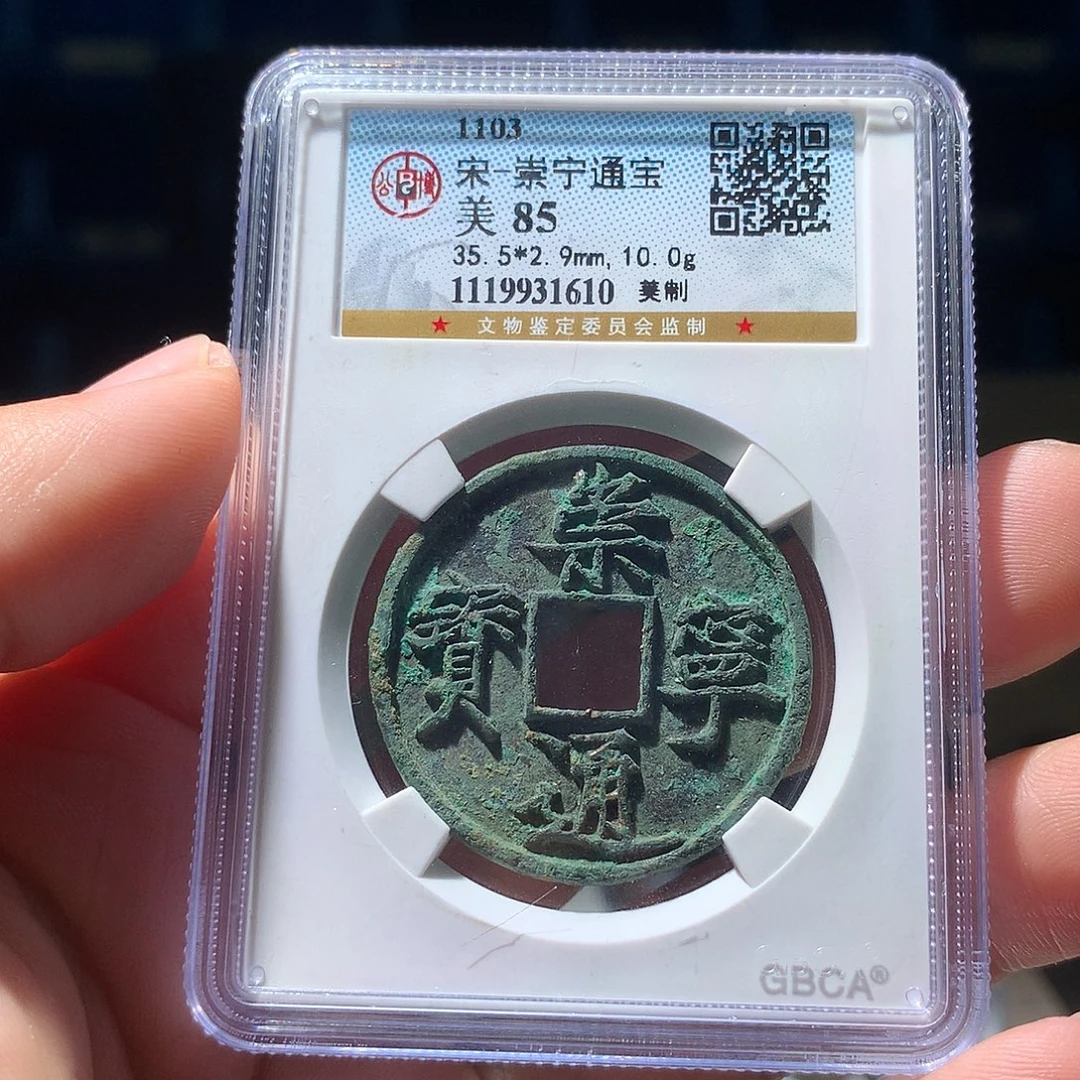 1103
宋-崇宁通宝
美 85
35.5*2.9mm, 10.0g
1119931610 美制
★ 文物鉴定委员会监制 ★
崇
寧
通
寳
GBCA®